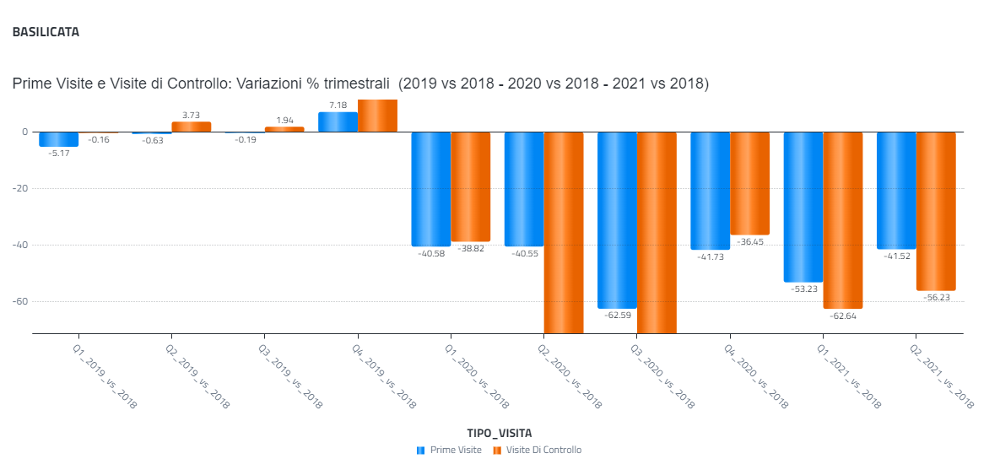 BASILICATA
Prime Visite e Visite di Controllo: Variazioni % trimestrali (2019 vs 2018 - 2020 vs 2018 - 2021 vs 2018)
0
-20
-40
-60
-5.17
-0.16
-0.63
3.73
-0.19
1.94
7.18
-40.58
-38.82
-40.55
-62.59
-41.73
-36.45
-53.23
-62.64
-41.52
-56.23
Q1_2019_vs_2018
Q2_2019_vs_2018
Q3_2019_vs_2018
Q4_2019_vs_2018
Q1_2020_vs_2018
Q2_2020_vs_2018
Q3_2020_vs_2018
Q4_2020_vs_2018
Q1_2021_vs_2018
Q2_2021_vs_2018
TIPO_VISITA
Prime Visite
Visite Di Controllo